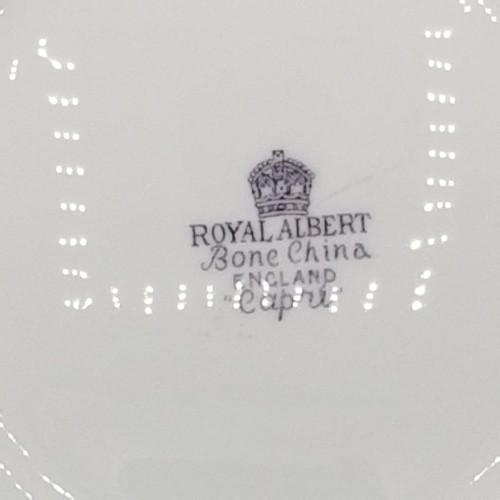 ROYAL ALBERT
Bone China
ENGLAND
"Capri"